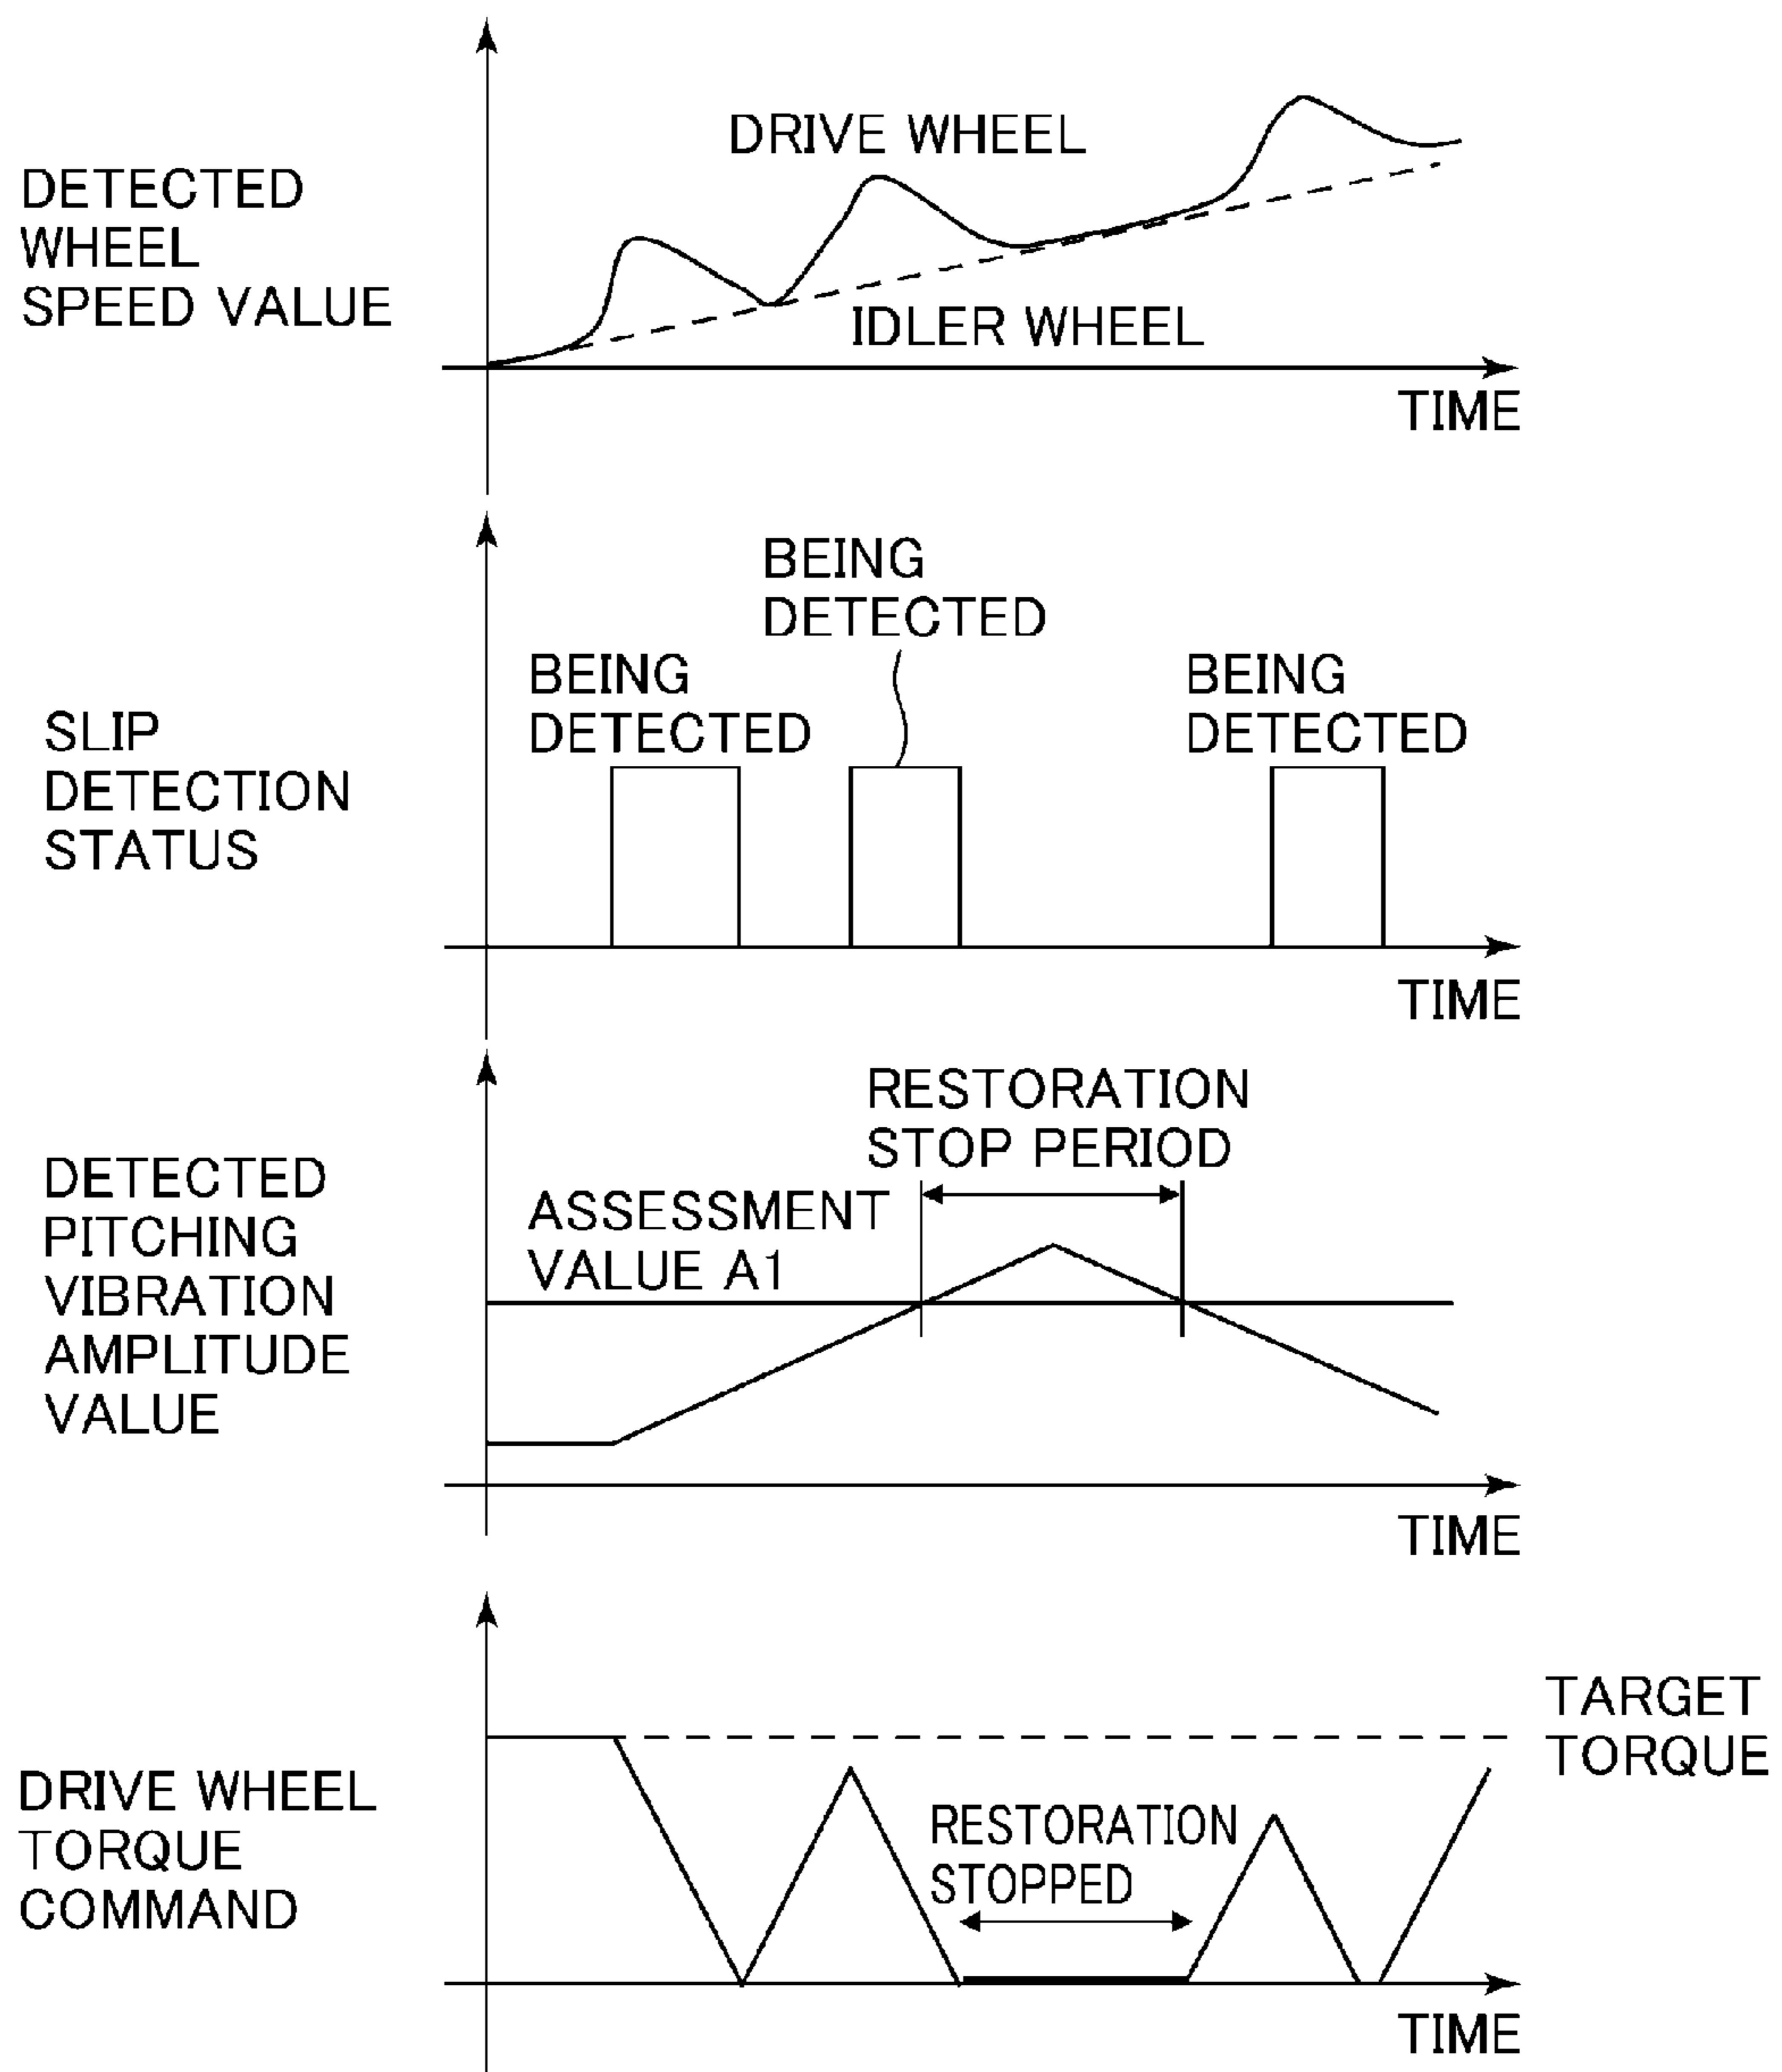 DRIVE WHEEL
DETECTED
WHEEL
SPEED VALUE
IDLER WHEEL
TIME
BEING
DETECTED
BEING
DETECTED
BEING
DETECTED
SLIP
DETECTION
STATUS
TIME
RESTORATION
STOP PERIOD
DETECTED
PITCHING
VIBRATION
AMPLITUDE
VALUE
ASSESSMENT
VALUE A1
TIME
TARGET
TORQUE
DRIVE WHEEL
TORQUE
COMMAND
RESTORATION
STOPPED
TIME